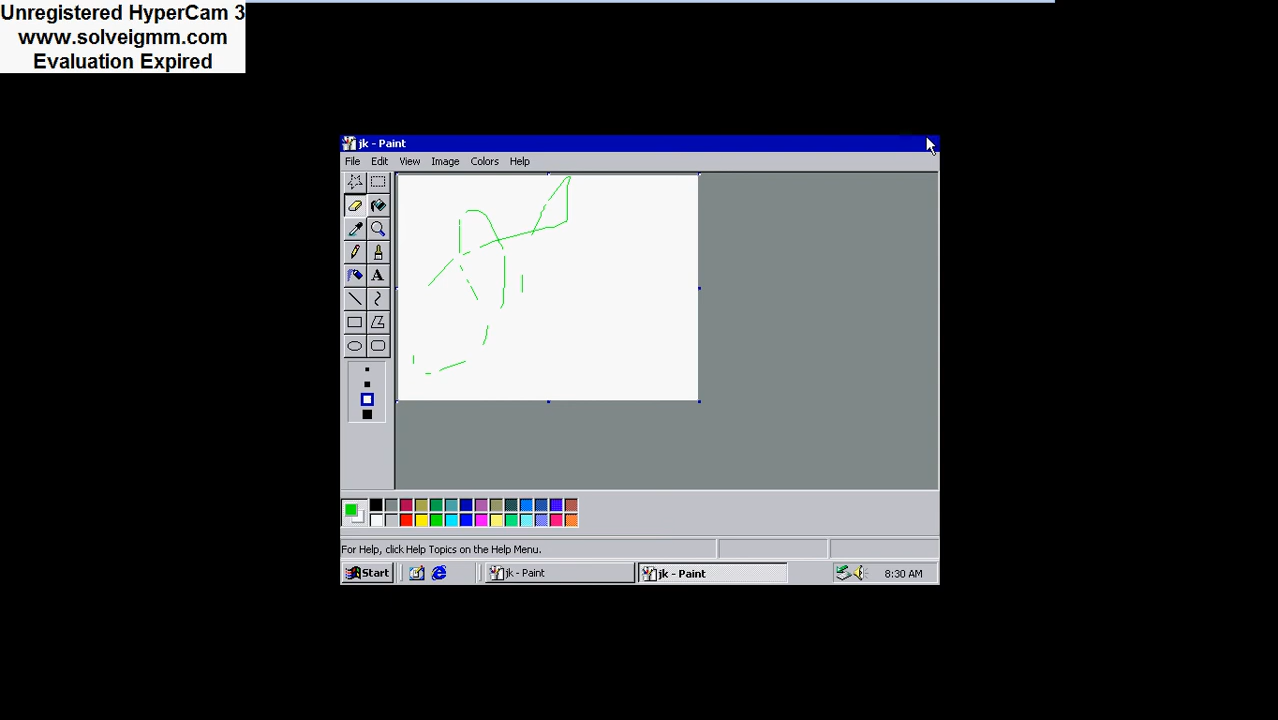 Unregistered HyperCam 3
www.solveigmm.com
Evaluation Expired
jk - Paint
File Edit View Image Colors Help
A
For Help, click Help Topics on the Help Menu.
Start jk - Paint jk - Paint 8:30 AM